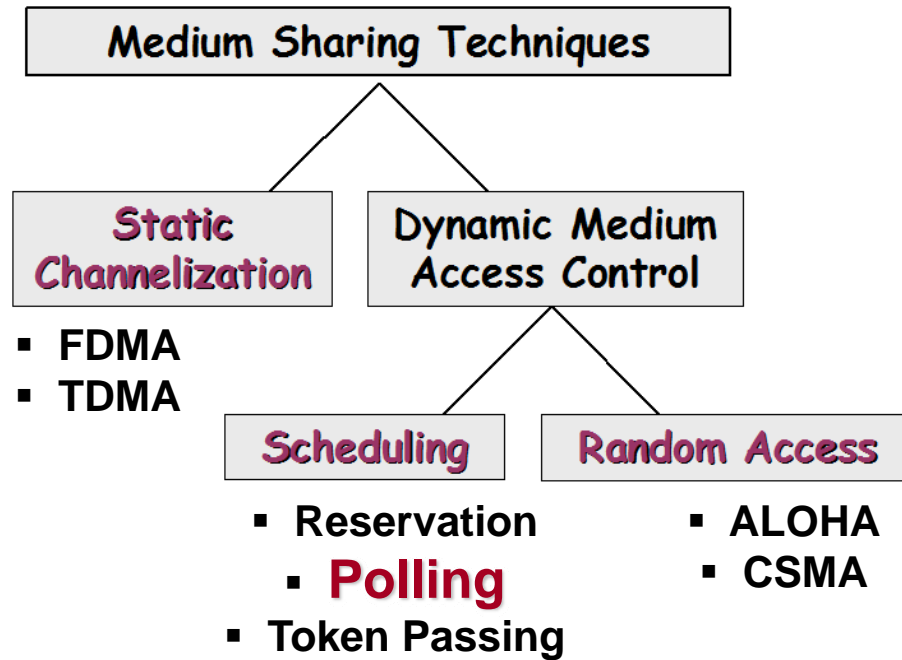 Medium Sharing Techniques
Static
Channelization
Dynamic Medium
Access Control
▪ FDMA
▪ TDMA
Scheduling
Random Access
▪ Reservation
▪ Polling
▪ Token Passing
▪ ALOHA
▪ CSMA